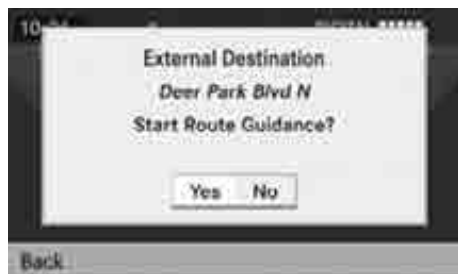 External Destination
Deer Park Blvd N
Start Route Guidance?
Yes No
Back